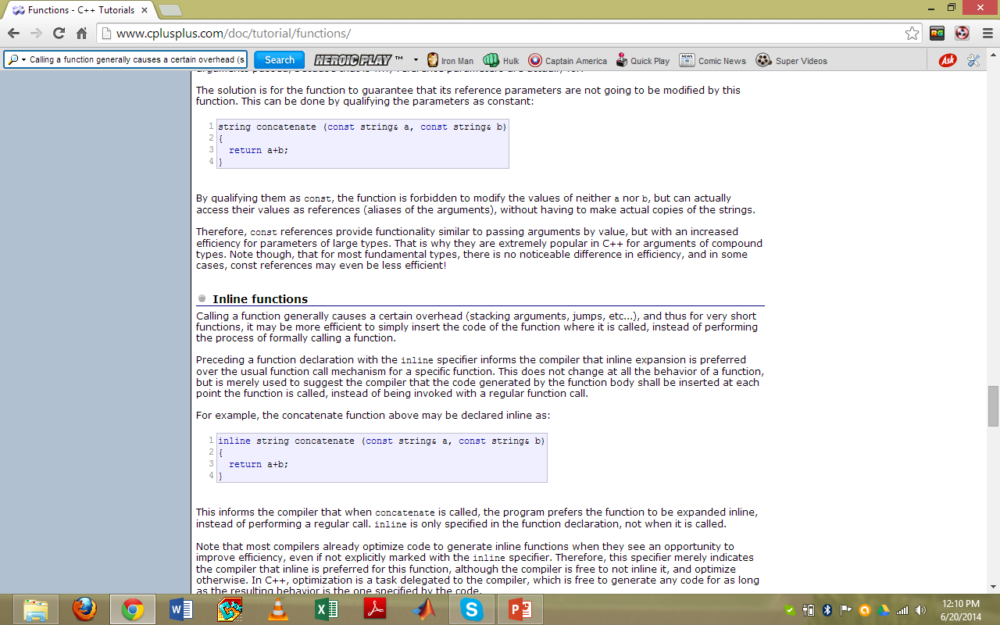 Functions - C++ Tutorials
www.cplusplus.com/doc/tutorial/functions/
Calling a function generally causes a certain overhead (s
Search
HEROIC PLAY ™
Iron Man
Hulk
Captain America
Quick Play
NEWS
Comic News
Super Videos
Ask
The solution is for the function to guarantee that its reference parameters are not going to be modified by this
function. This can be done by qualifying the parameters as constant:
1 string concatenate (const string& a, const string& b)
2 {
3 return a+b;
4 }
By qualifying them as const, the function is forbidden to modify the values of neither a nor b, but can actually
access their values as references (aliases of the arguments), without having to make actual copies of the strings.
Therefore, const references provide functionality similar to passing arguments by value, but with an increased
efficiency for parameters of large types. That is why they are extremely popular in C++ for arguments of compound
types. Note though, that for most fundamental types, there is no noticeable difference in efficiency, and in some
cases, const references may even be less efficient!
Inline functions
Calling a function generally causes a certain overhead (stacking arguments, jumps, etc...), and thus for very short
functions, it may be more efficient to simply insert the code of the function where it is called, instead of performing
the process of formally calling a function.
Preceding a function declaration with the inline specifier informs the compiler that inline expansion is preferred
over the usual function call mechanism for a specific function. This does not change at all the behavior of a function,
but is merely used to suggest the compiler that the code generated by the function body shall be inserted at each
point the function is called, instead of being invoked with a regular function call.
For example, the concatenate function above may be declared inline as:
1 inline string concatenate (const string& a, const string& b)
2 {
3 return a+b;
4 }
This informs the compiler that when concatenate is called, the program prefers the function to be expanded inline,
instead of performing a regular call. inline is only specified in the function declaration, not when it is called.
Note that most compilers already optimize code to generate inline functions when they see an opportunity to
improve efficiency, even if not explicitly marked with the inline specifier. Therefore, this specifier merely indicates
the compiler that inline is preferred for this function, although the compiler is free to not inline it, and optimize
otherwise. In C++, optimization is a task delegated to the compiler, which is free to generate any code for as long
as the resulting behavior is the one specified by the code.
12:10 PM
6/20/2014